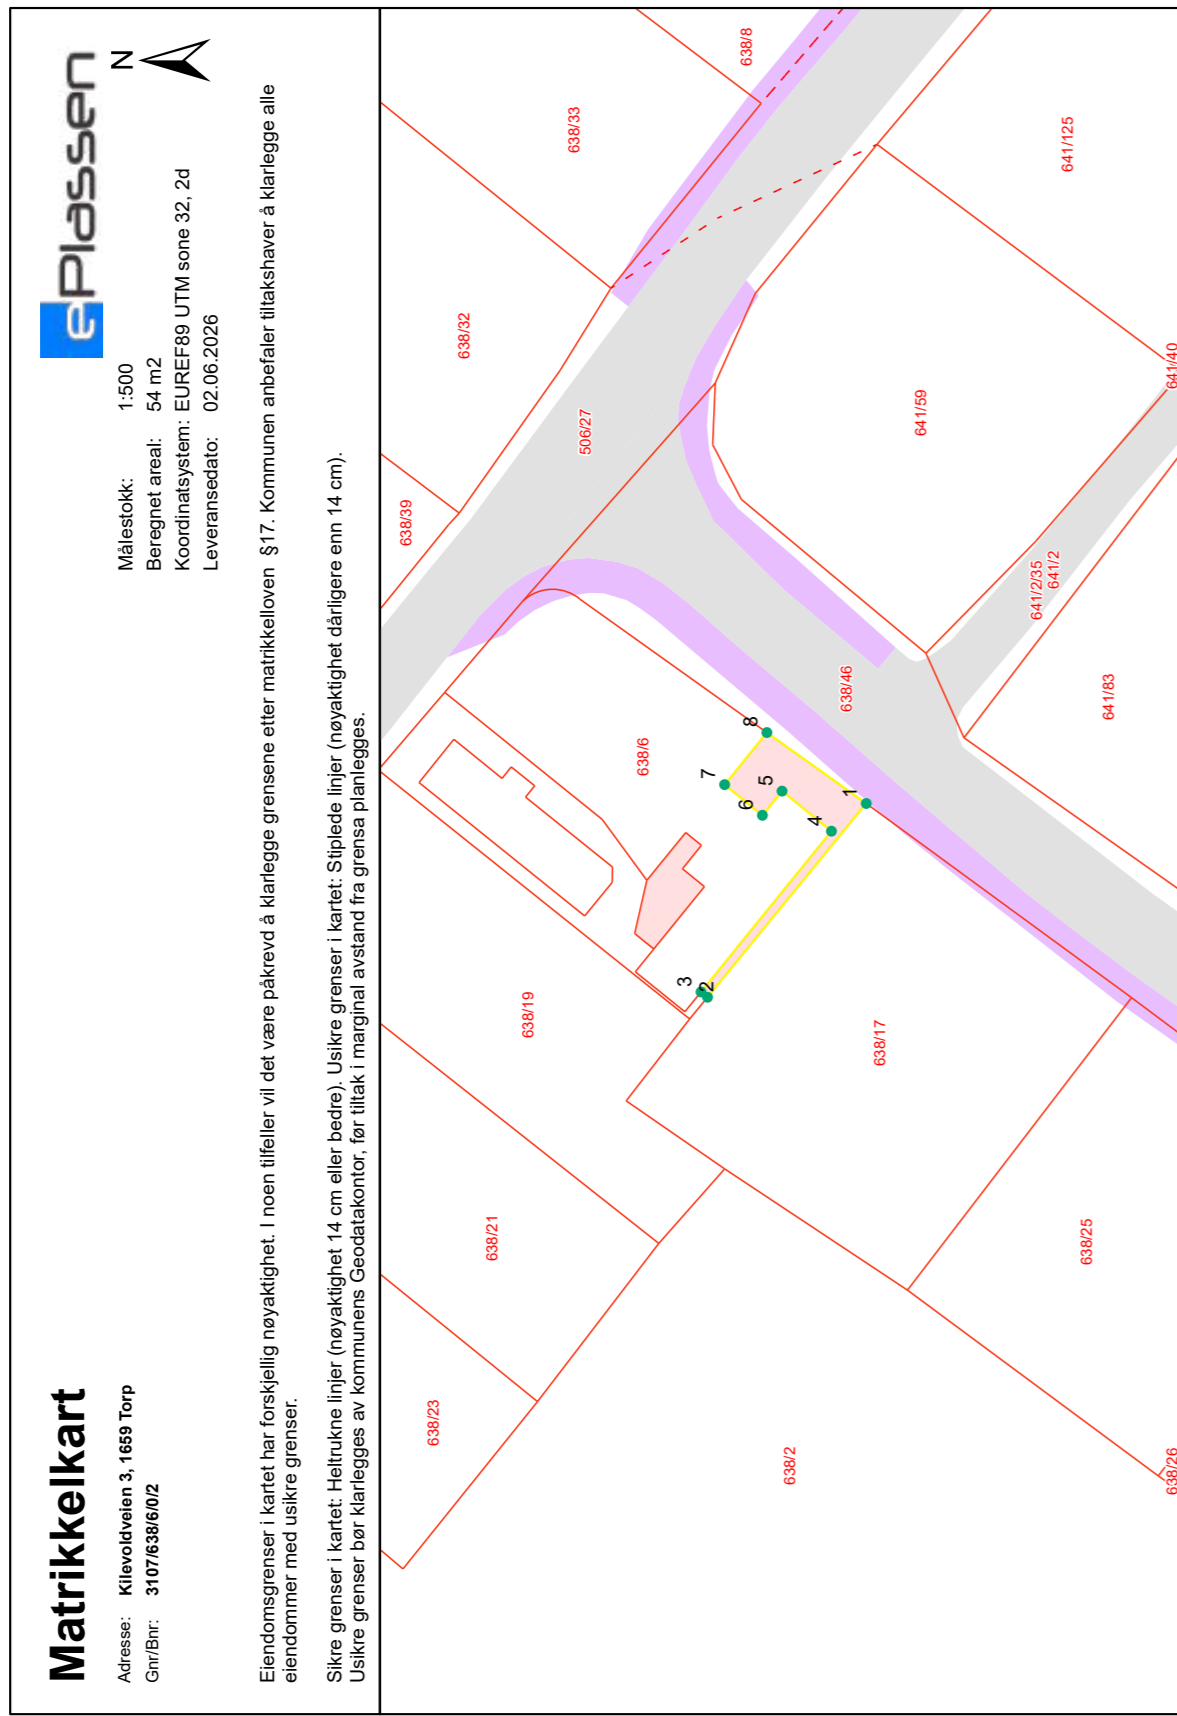 Matrikkelkart
ePlassen
N
Adresse: Kilevoldveien 3, 1659 Torp
Gnr/Bnr: 3107/638/6/0/2
Målestokk: 1:500
Beregnet areal: 54 m2
Koordinatsystem: EUREF89 UTM sone 32, 2d
Leveransedato: 02.06.2026
Eiendomsgrenser i kartet har forskjellig nøyaktighet. I noen tilfeller vil det være påkrevd å klarlegge grensene etter matrikkelloven §17. Kommunen anbefaler tiltakshaver å klarlegge alle
eiendommer med usikre grenser.
Sikre grenser i kartet: Heltrukne linjer (nøyaktighet 14 cm eller bedre). Usikre grenser i kartet: Stiplede linjer (nøyaktighet dårligere enn 14 cm).
Usikre grenser bør klarlegges av kommunens Geodatakontor, før tiltak i marginal avstand fra grensa planlegges.
638/23
638/21
638/19
638/39
638/32
638/33
638/8
506/27
638/6
638/2
638/17
638/46
641/59
641/125
638/25
638/26
641/83
641/2/35
641/2
641/40
1
2
3
4
5
6
7
8